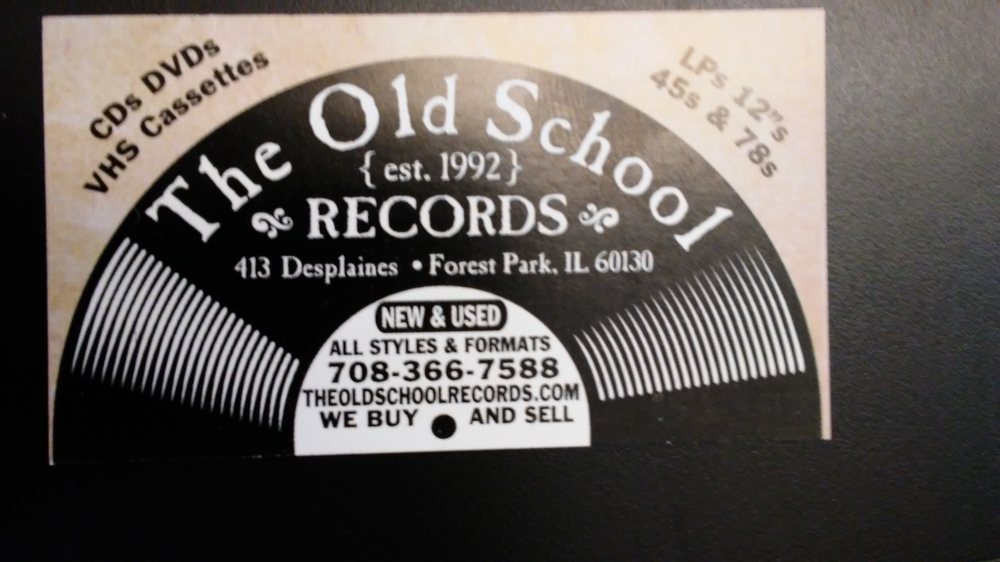 CDs DVDs
VHS Cassettes
LPs 12"s
45s & 78s
The Old School
{ est. 1992 }
RECORDS
413 Desplaines • Forest Park, IL 60130
NEW & USED
ALL STYLES & FORMATS
708-366-7588
THEOLDSCHOOLRECORDS.COM
WE BUY AND SELL